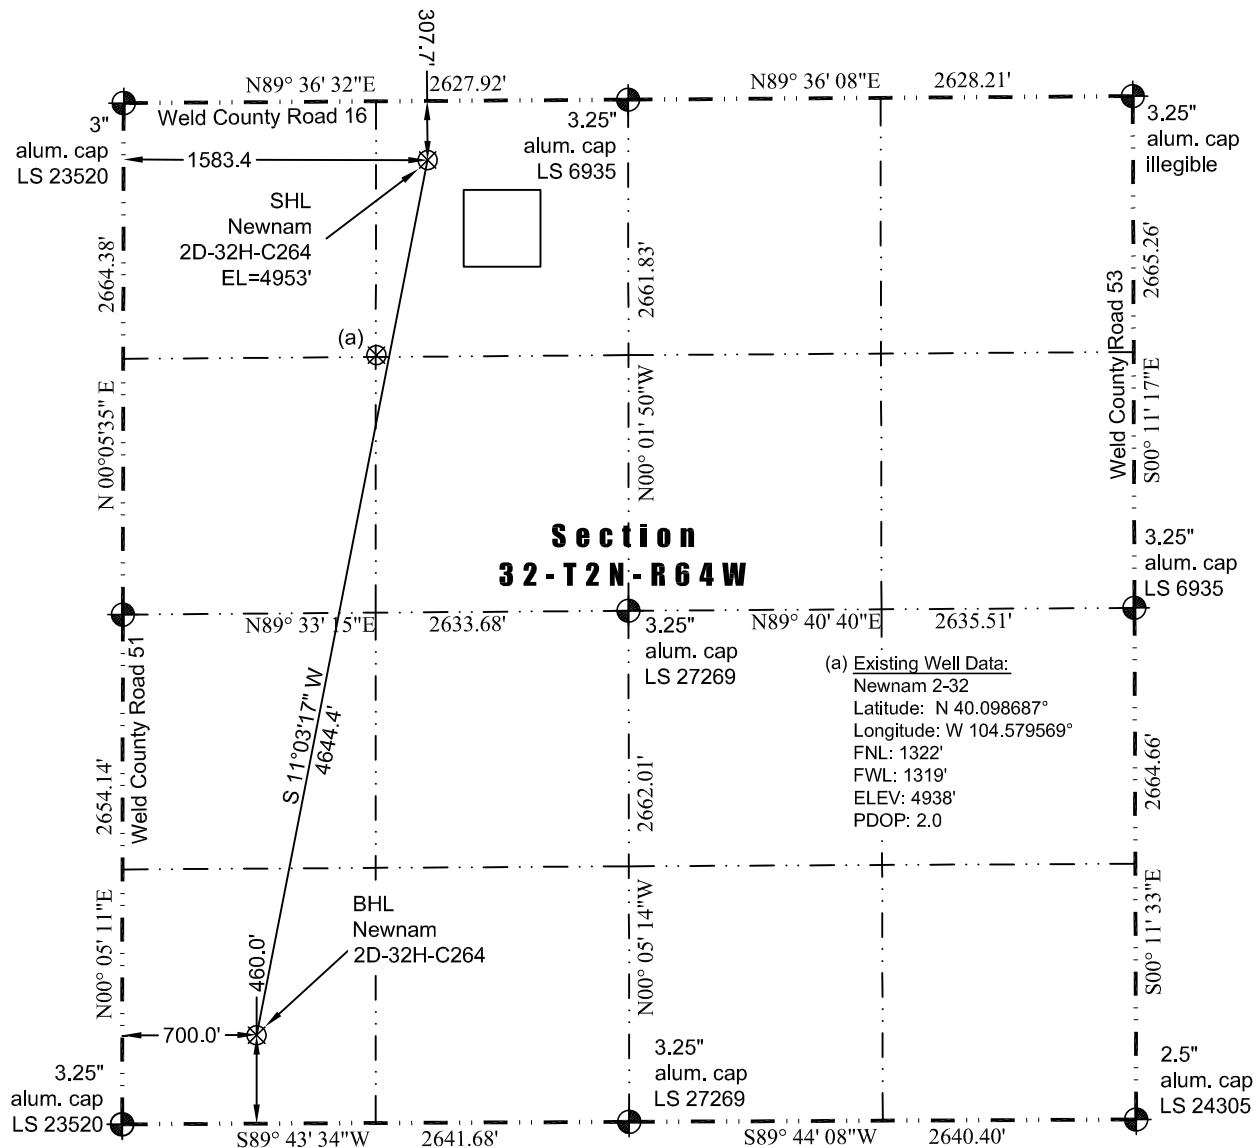 307.7'
N89° 36' 32"E 2627.92'
N89° 36' 08"E 2628.21'
Weld County Road 16
3"
alum. cap
LS 23520
3.25"
alum. cap
LS 6935
3.25"
alum. cap
illegible
1583.4
SHL
Newnam
2D-32H-C264
EL=4953'
2664.38'
2661.83'
2665.26'
Weld County Road 53
(a)
N 00°05'35" E
N00° 01' 50"W
S00° 11' 17"E
Section
32-T2N-R64W
3.25"
alum. cap
LS 6935
N89° 33' 15"E 2633.68'
N89° 40' 40"E 2635.51'
3.25"
alum. cap
LS 27269
(a) Existing Well Data:
Newnam 2-32
Latitude: N 40.098687°
Longitude: W 104.579569°
FNL: 1322'
FWL: 1319'
ELEV: 4938'
PDOP: 2.0
Weld County Road 51
S 11°03'17" W
4644.4'
2654.14'
2662.01'
2664.66'
BHL
Newnam
2D-32H-C264
N00° 05' 11"E
460.0'
N00° 05' 14"W
S00° 11' 33"E
700.0'
3.25"
alum. cap
LS 23520
3.25"
alum. cap
LS 27269
2.5"
alum. cap
LS 24305
S89° 43' 34"W 2641.68'
S89° 44' 08"W 2640.40'